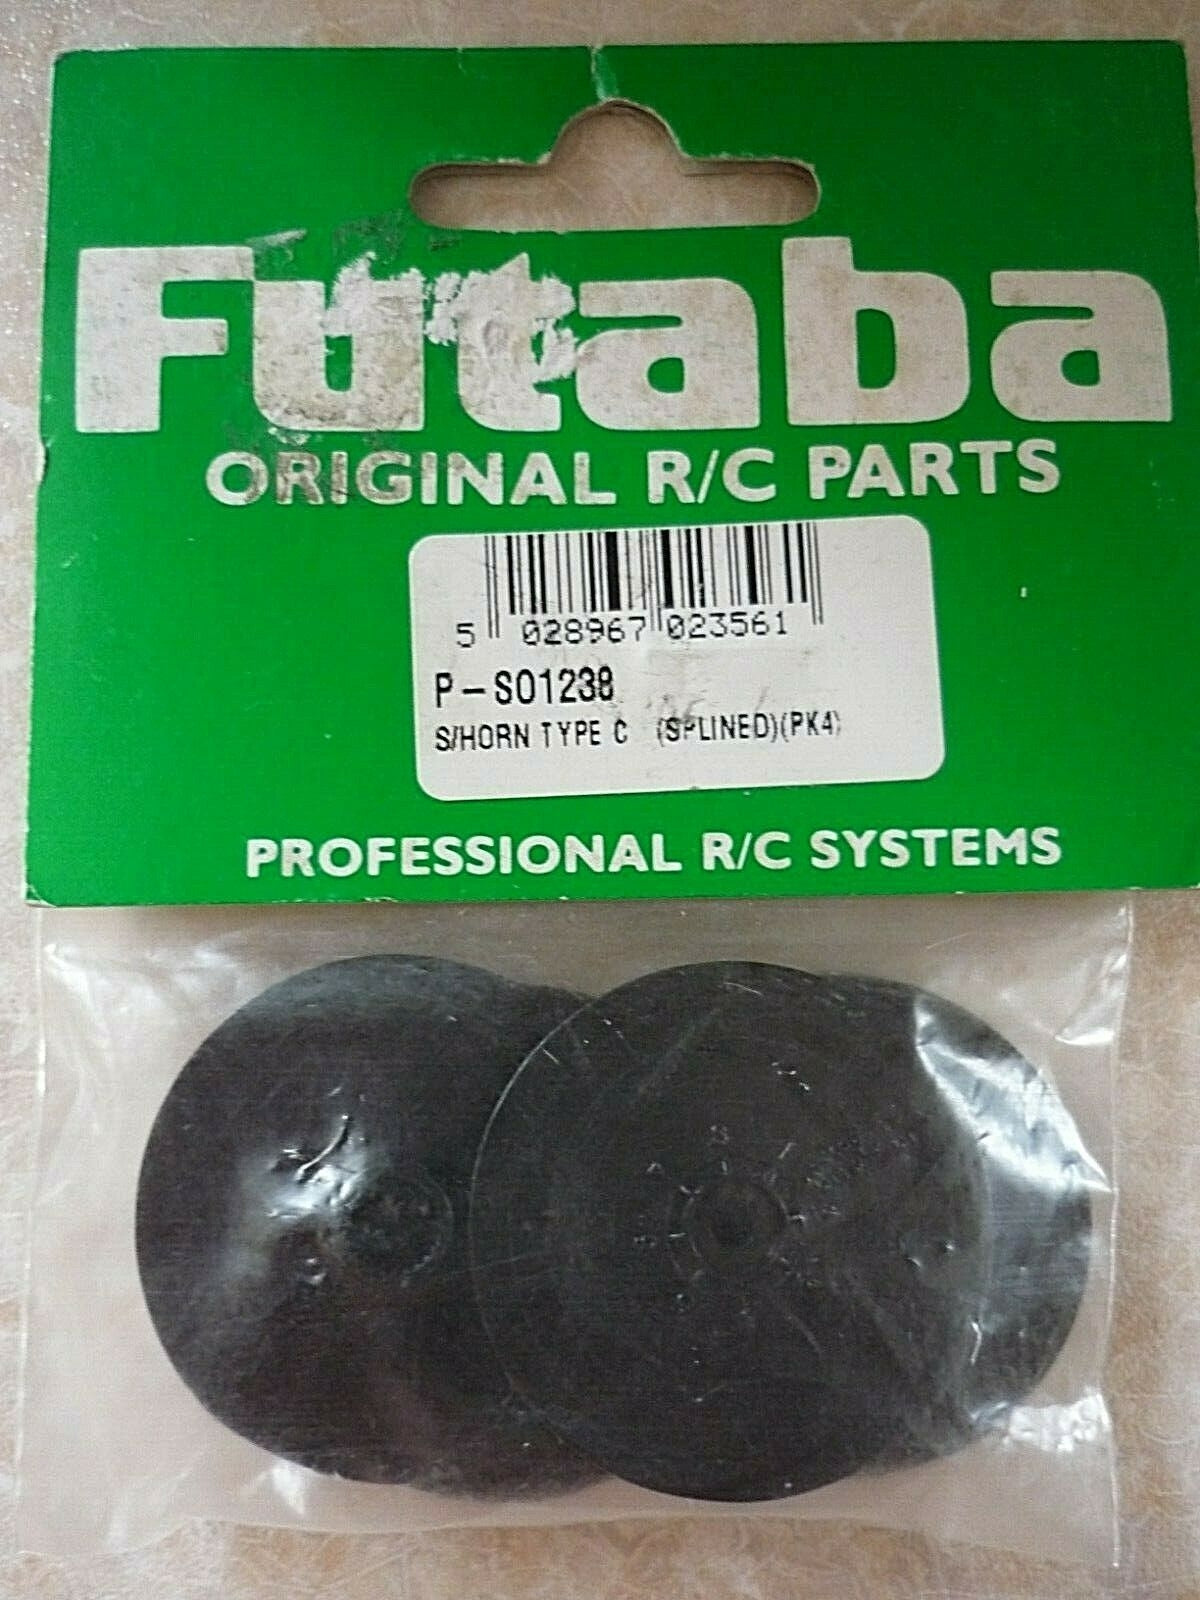 Futaba
ORIGINAL R/C PARTS
5 028967 023561
P-S01238
S/HORN TYPE C (SPLINED)(PK4)
PROFESSIONAL R/C SYSTEMS